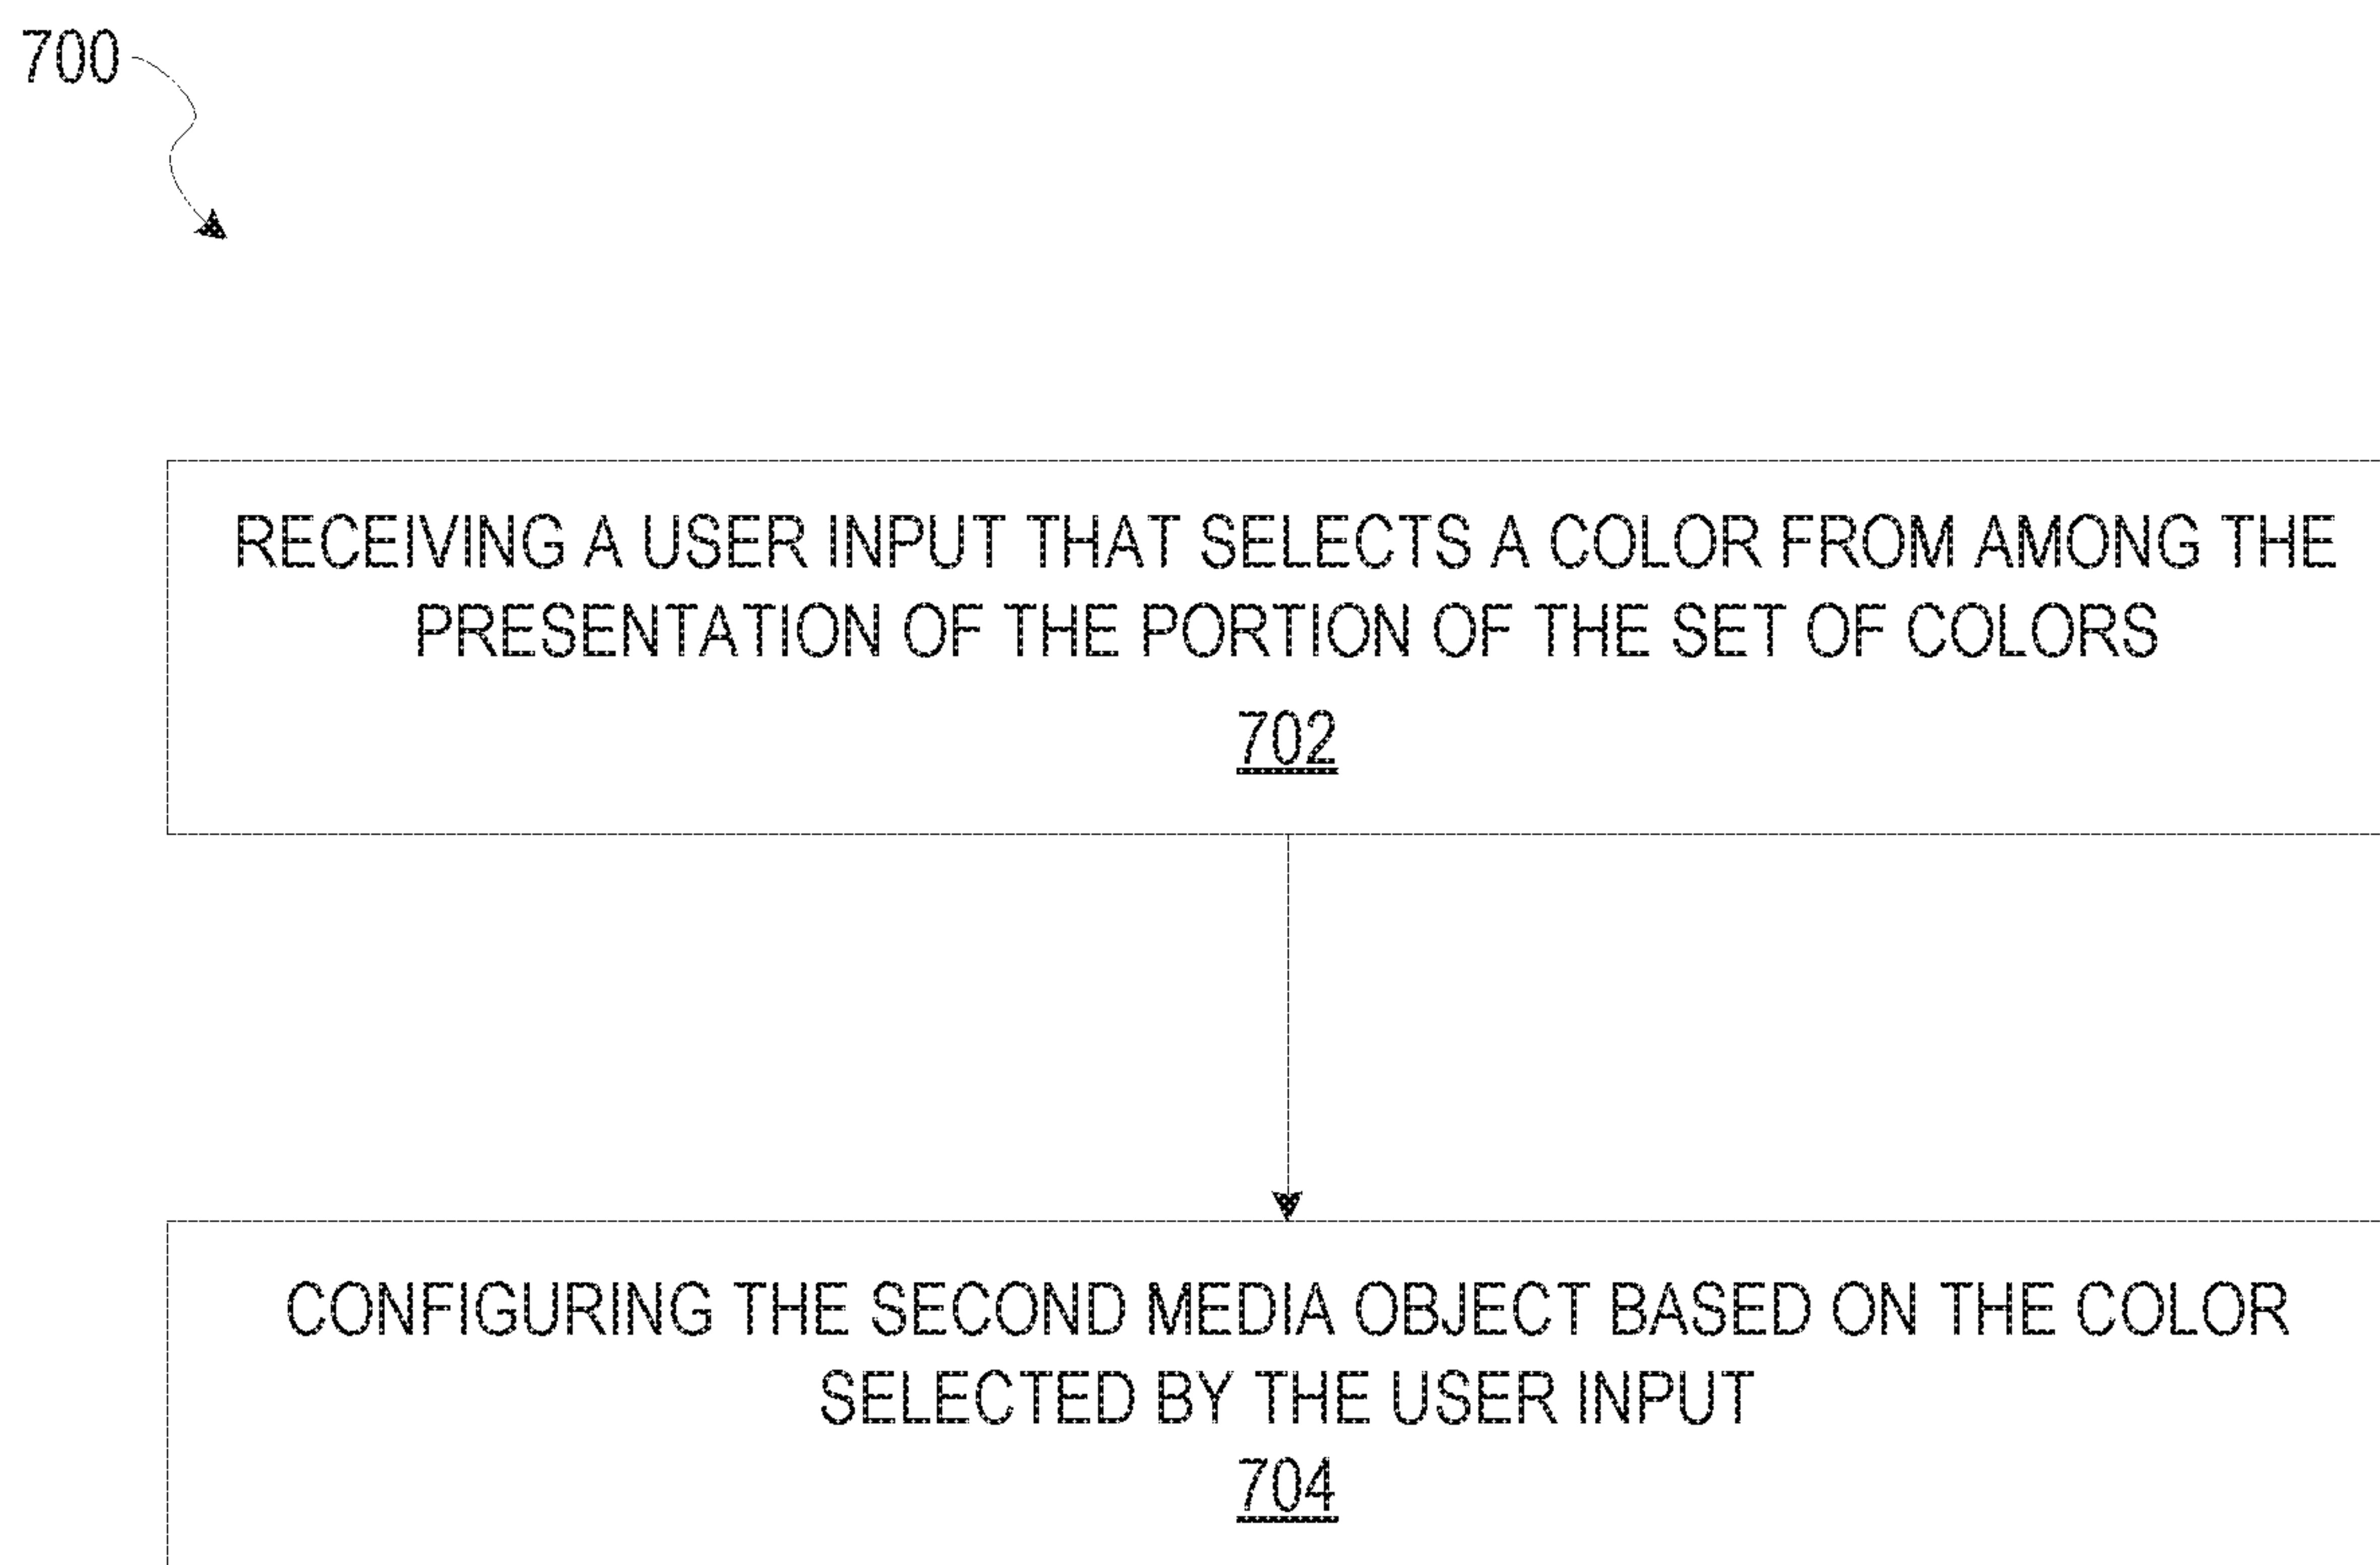 700
RECEIVING A USER INPUT THAT SELECTS A COLOR FROM AMONG THE
PRESENTATION OF THE PORTION OF THE SET OF COLORS
702
CONFIGURING THE SECOND MEDIA OBJECT BASED ON THE COLOR
SELECTED BY THE USER INPUT
704